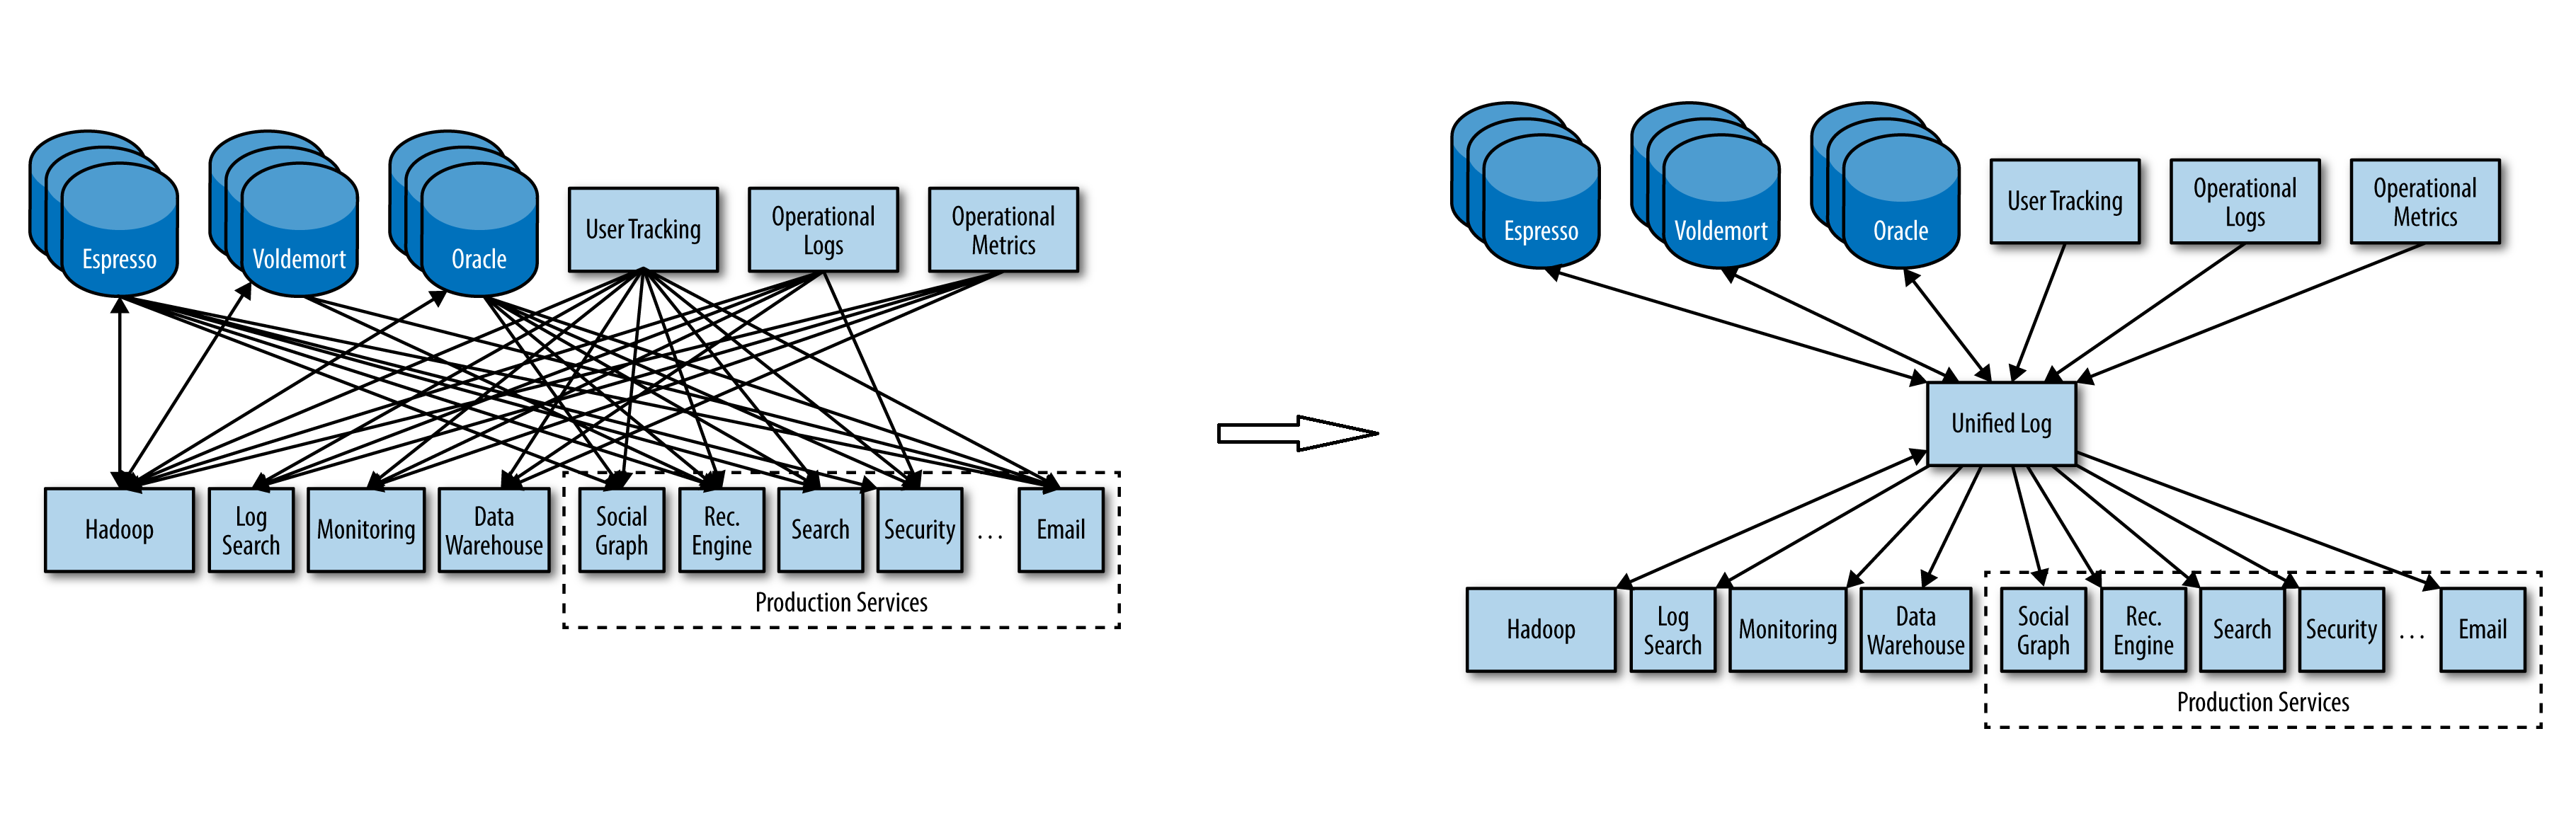 Espresso
Voldemort
Oracle
User Tracking
Operational
Logs
Operational
Metrics
Hadoop
Log
Search
Monitoring
Data
Warehouse
Social
Graph
Rec.
Engine
Search
Security
...
Email
Production Services
Espresso
Voldemort
Oracle
User Tracking
Operational
Logs
Operational
Metrics
Unified Log
Hadoop
Log
Search
Monitoring
Data
Warehouse
Social
Graph
Rec.
Engine
Search
Security
...
Email
Production Services